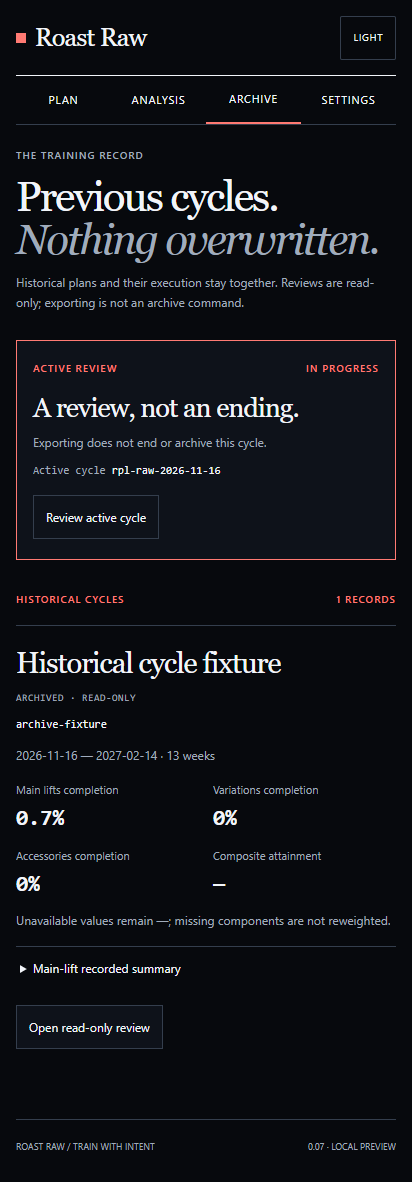 Roast Raw
LIGHT
PLAN
ANALYSIS
ARCHIVE
SETTINGS
THE TRAINING RECORD
Previous cycles.
Nothing overwritten.
Historical plans and their execution stay together. Reviews are read-
only; exporting is not an archive command.
ACTIVE REVIEW
IN PROGRESS
A review, not an ending.
Exporting does not end or archive this cycle.
Active cycle rpl-raw-2026-11-16
Review active cycle
HISTORICAL CYCLES
1 RECORDS
Historical cycle fixture
ARCHIVED · READ-ONLY
archive-fixture
2026-11-16 — 2027-02-14 · 13 weeks
Main lifts completion
Variations completion
0.7%
0%
Accessories completion
Composite attainment
0%
—
Unavailable values remain —; missing components are not reweighted.
Main-lift recorded summary
Open read-only review
ROAST RAW / TRAIN WITH INTENT
0.07 - LOCAL PREVIEW